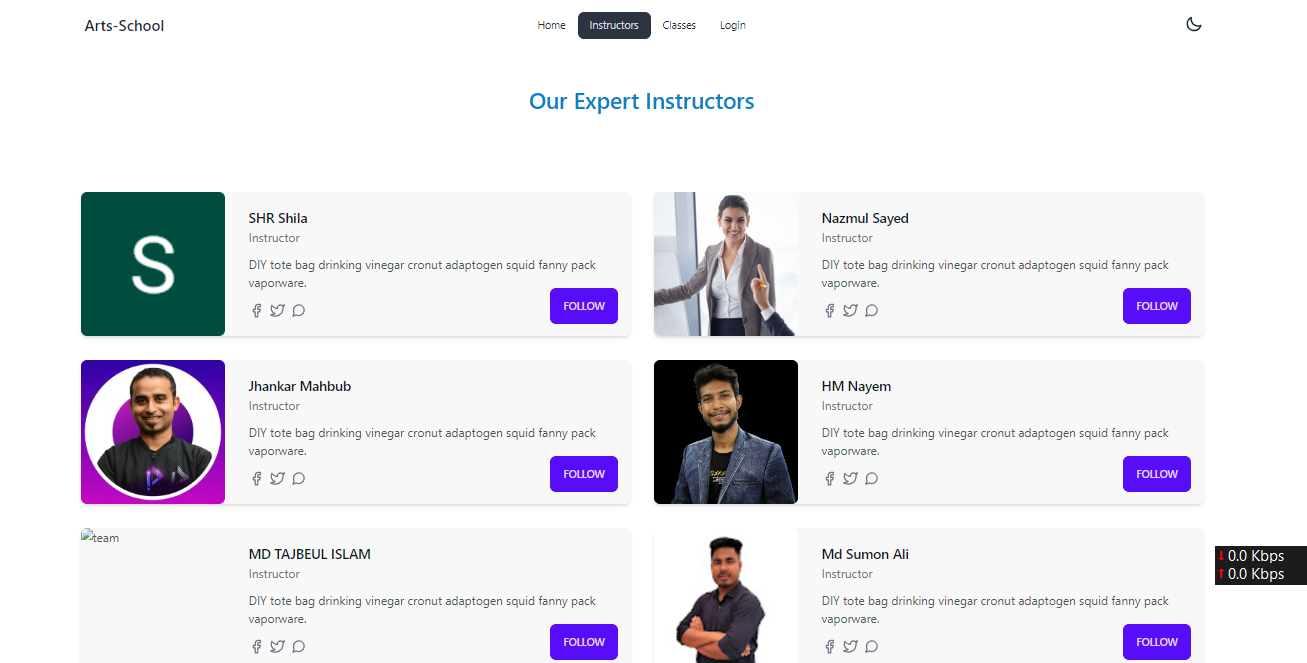 Arts-School
Home
Instructors
Classes
Login
Our Expert Instructors
S
SHR Shila
Instructor
DIY tote bag drinking vinegar cronut adaptogen squid fanny pack
vaporware.
FOLLOW
Nazmul Sayed
Instructor
DIY tote bag drinking vinegar cronut adaptogen squid fanny pack
vaporware.
FOLLOW
Jhankar Mahbub
Instructor
DIY tote bag drinking vinegar cronut adaptogen squid fanny pack
vaporware.
FOLLOW
HM Nayem
Instructor
DIY tote bag drinking vinegar cronut adaptogen squid fanny pack
vaporware.
FOLLOW
team
MD TAJBEUL ISLAM
Instructor
DIY tote bag drinking vinegar cronut adaptogen squid fanny pack
vaporware.
FOLLOW
Md Sumon Ali
Instructor
DIY tote bag drinking vinegar cronut adaptogen squid fanny pack
vaporware.
FOLLOW
0.0 Kbps
0.0 Kbps